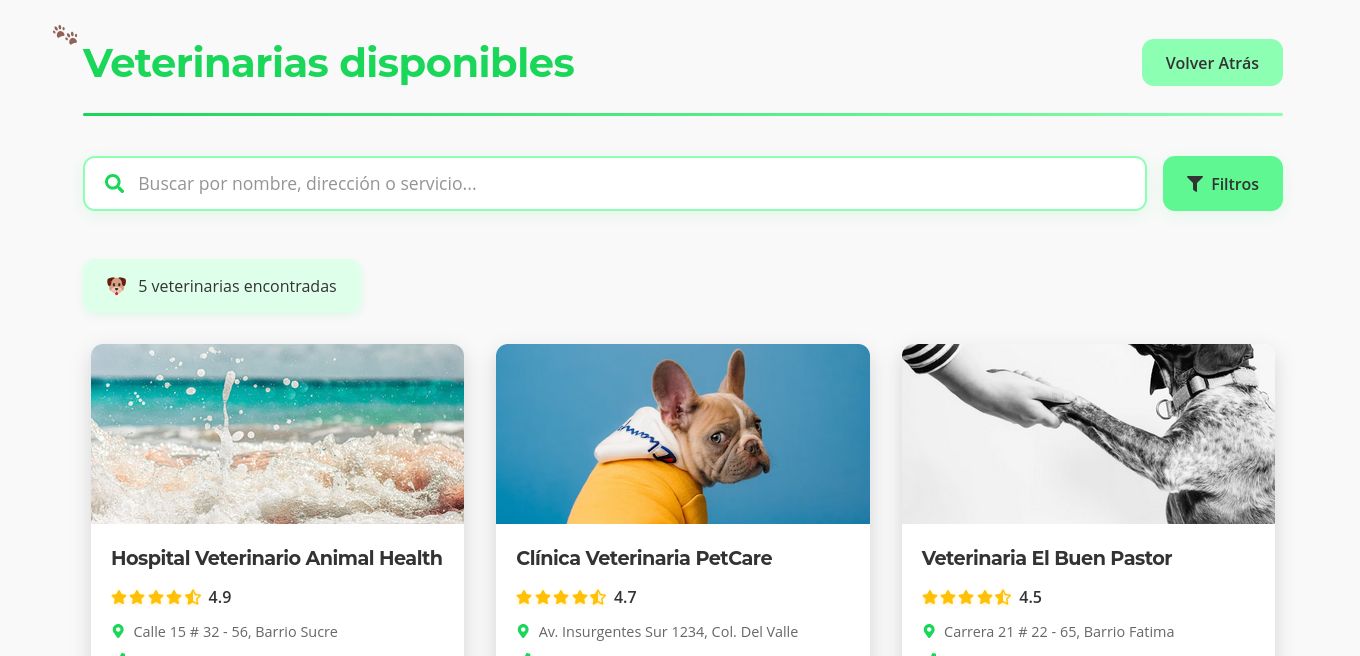 Veterinarias disponibles
Volver Atrás
Buscar por nombre, dirección o servicio...
Filtros
5 veterinarias encontradas
Hospital Veterinario Animal Health
4.9
Calle 15 # 32 - 56, Barrio Sucre
Clínica Veterinaria PetCare
4.7
Av. Insurgentes Sur 1234, Col. Del Valle
Veterinaria El Buen Pastor
4.5
Carrera 21 # 22 - 65, Barrio Fatima